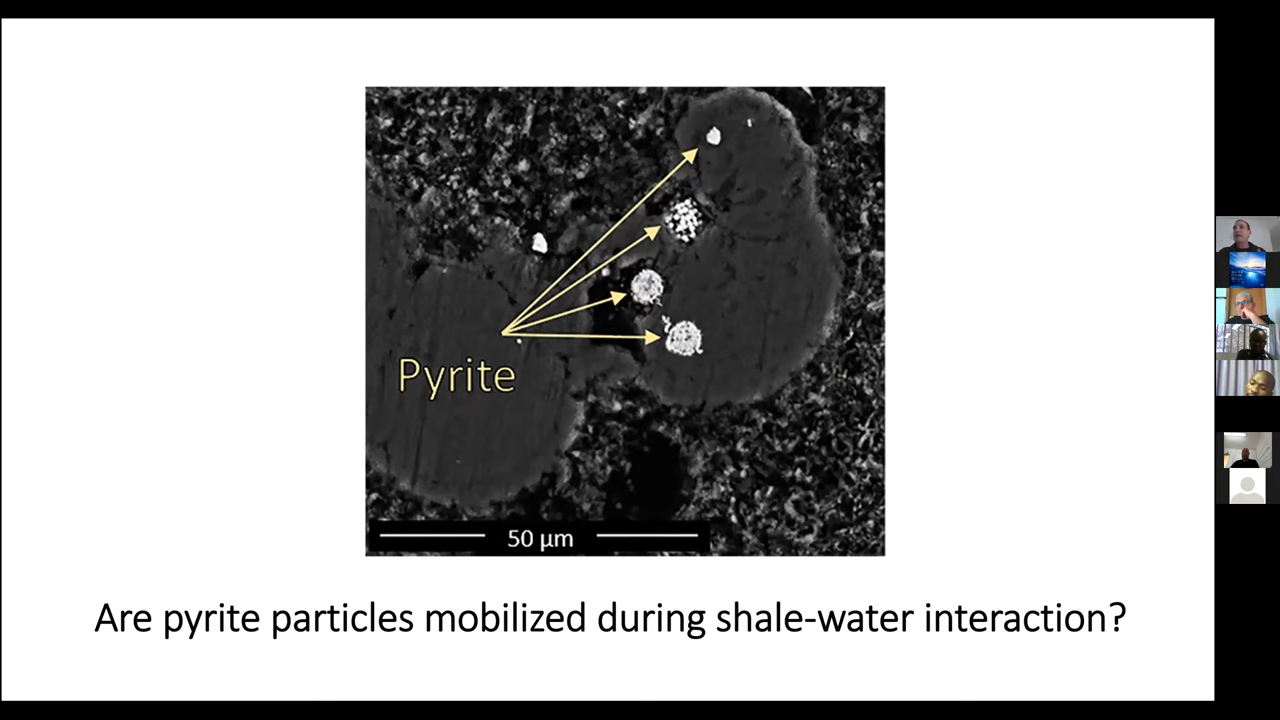 Pyrite
50 µm
Are pyrite particles mobilized during shale-water interaction?